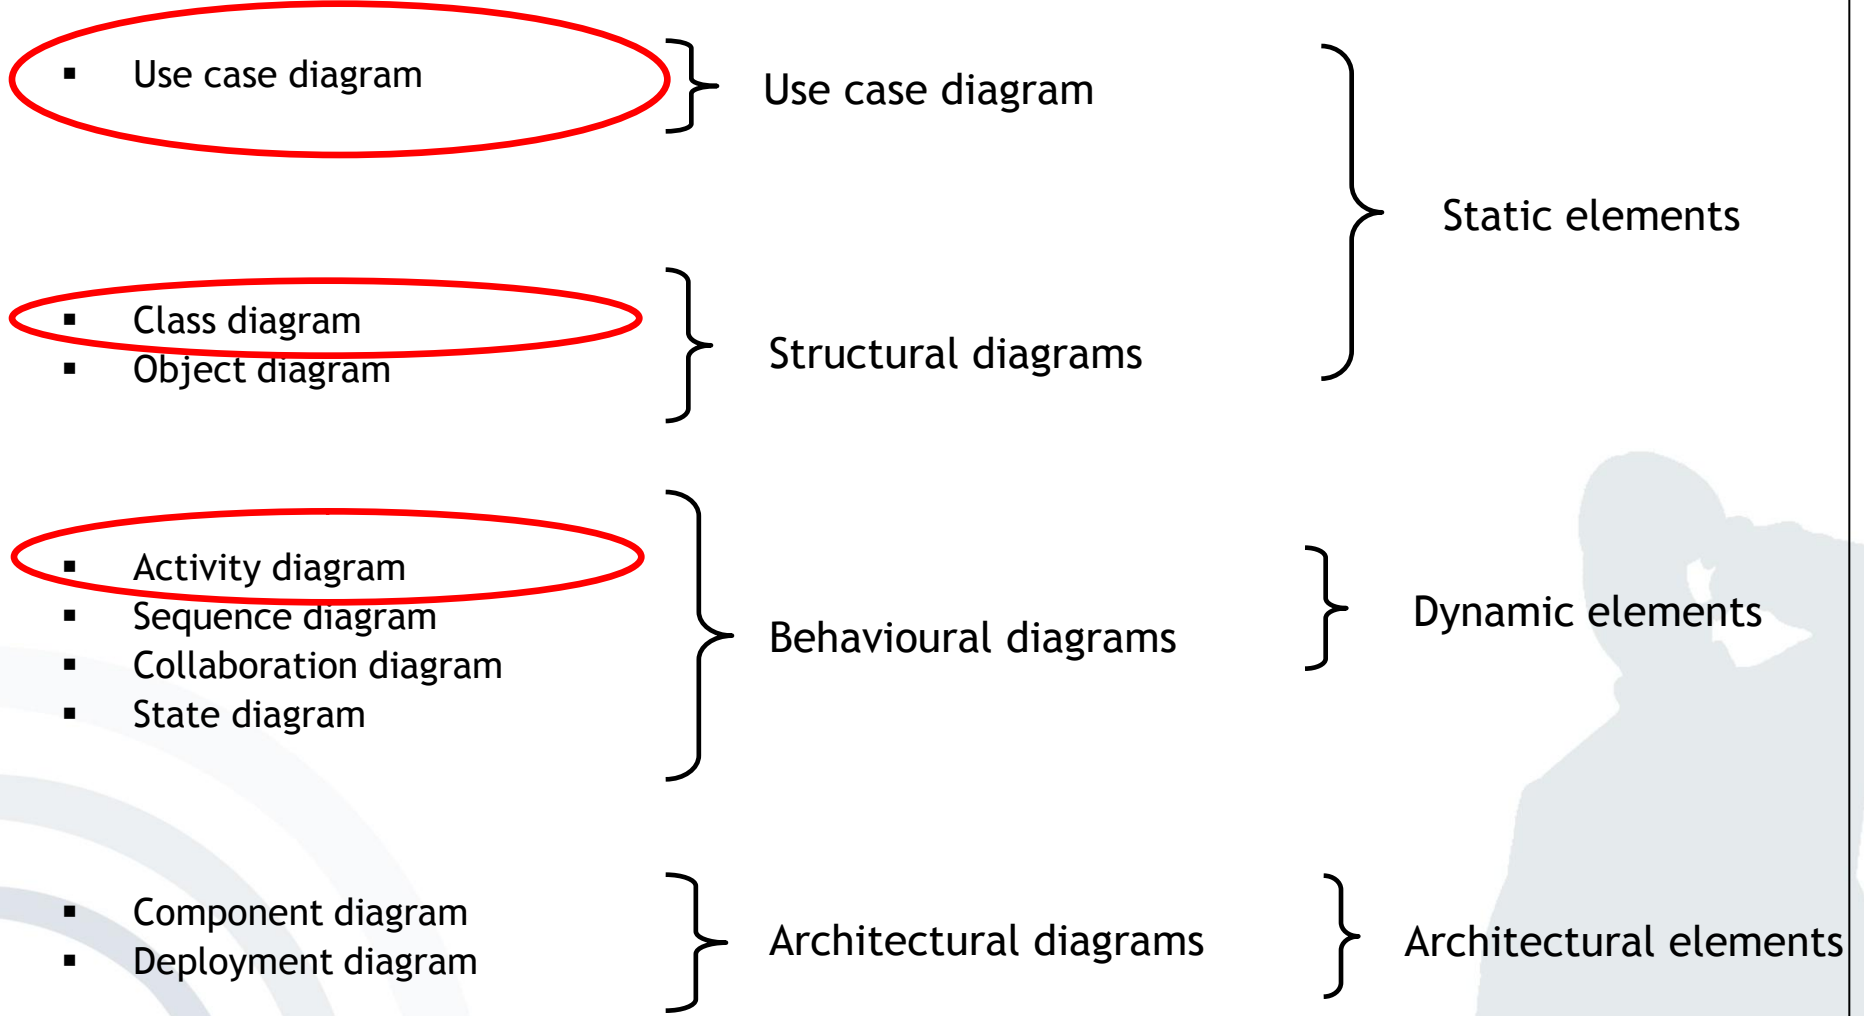 ▪ Use case diagram
Use case diagram
Static elements
▪ Class diagram
▪ Object diagram
Structural diagrams
▪ Activity diagram
▪ Sequence diagram
▪ Collaboration diagram
▪ State diagram
Behavioural diagrams
Dynamic elements
▪ Component diagram
▪ Deployment diagram
Architectural diagrams
Architectural elements